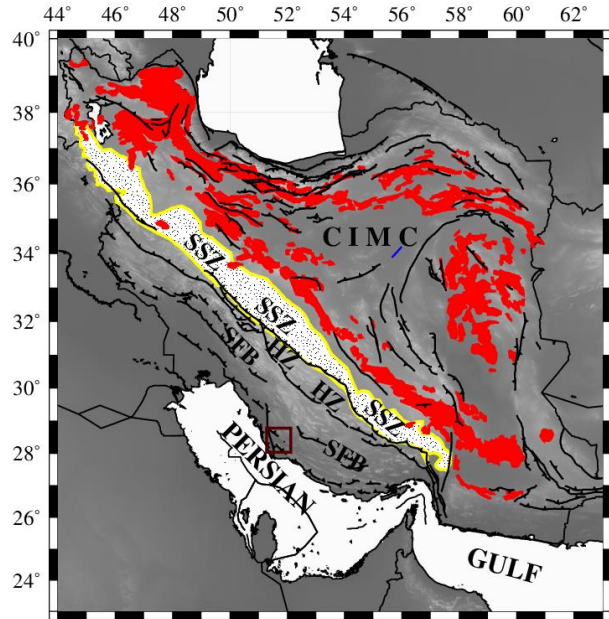 44 46° 48° 50° 52° 54° 56° 58° 60° 62
40°
38°
36°
34°
32°
30°
28°
26°
24°
C I M C
SSZ
SSZ
SSZ
HZ
HZ
SFB
SFB
PERSIAN
GULF